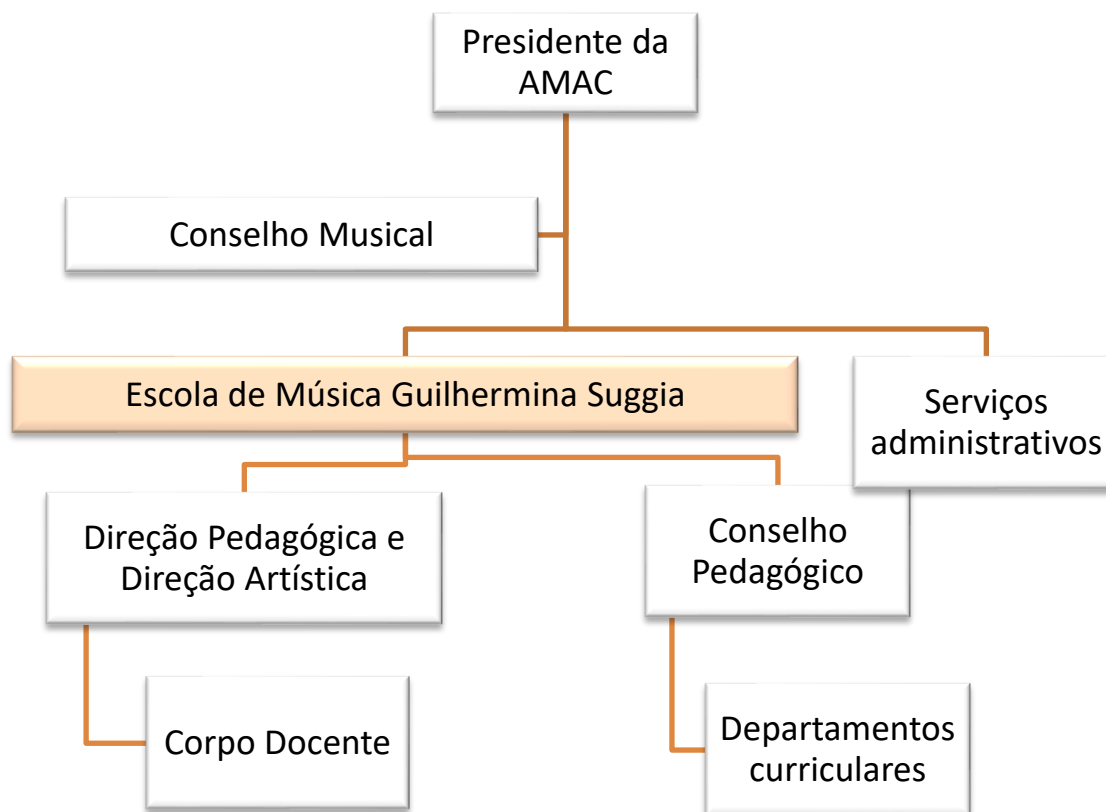 Presidente da
AMAC
Conselho Musical
Escola de Música Guilhermina Suggia
Serviços
administrativos
Direção Pedagógica e
Direção Artística
Conselho
Pedagógico
Corpo Docente
Departamentos
curriculares